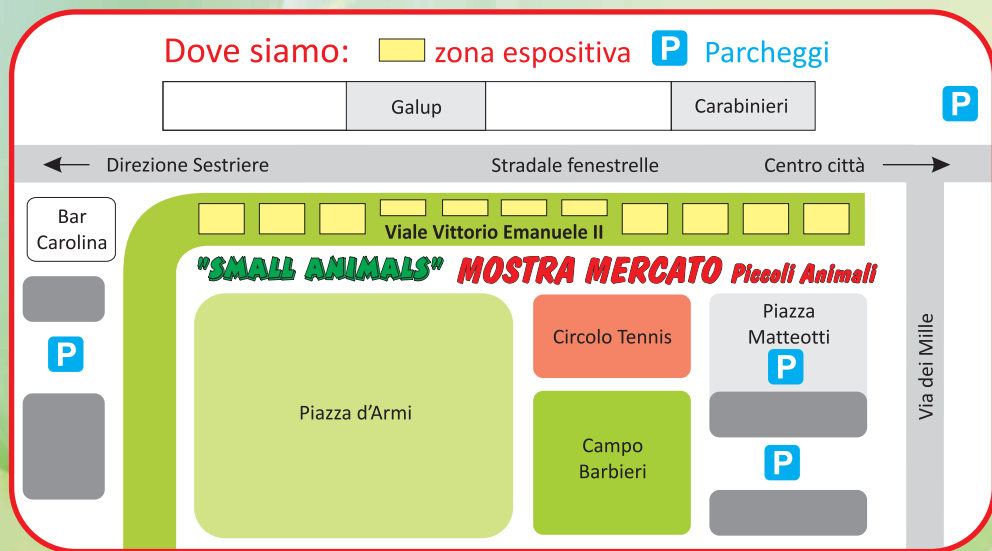 Dove siamo: zona espositiva P Parcheggi
Galup
Carabinieri
P
Direzione Sestriere
Stradale fenestrelle
Centro città
Bar
Carolina
Viale Vittorio Emanuele II
"SMALL ANIMALS" MOSTRA MERCATO Piccoli Animali
P
Piazza d'Armi
Circolo Tennis
Campo
Barbieri
Piazza
Matteotti
P
P
Via dei Mille